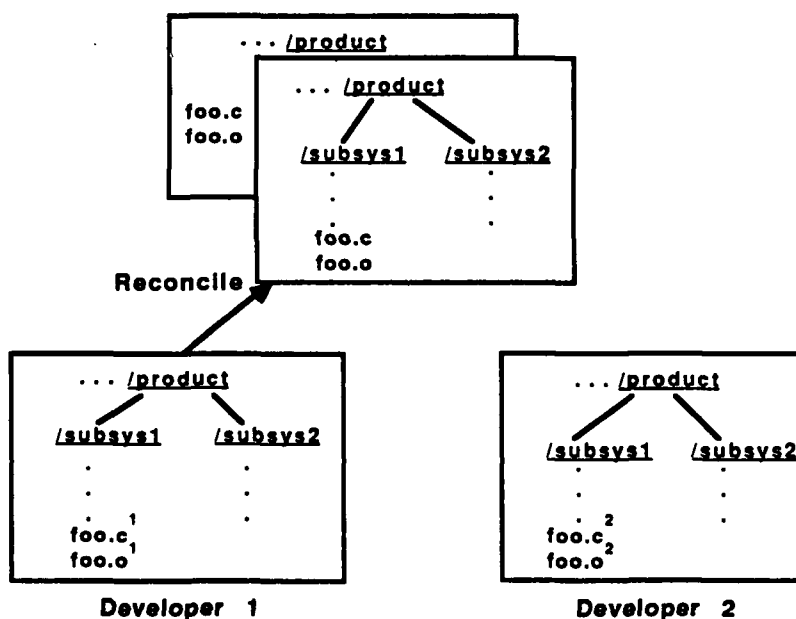 ... /product
foo.c
foo.o
... /product
/subsys1 /subsys2
foo.c
foo.o
Reconcile
... /product
/subsys1 /subsys2
foo.c1
foo.o1
Developer 1
... /product
/subsys1 /subsys2
foo.c2
foo.o2
Developer 2